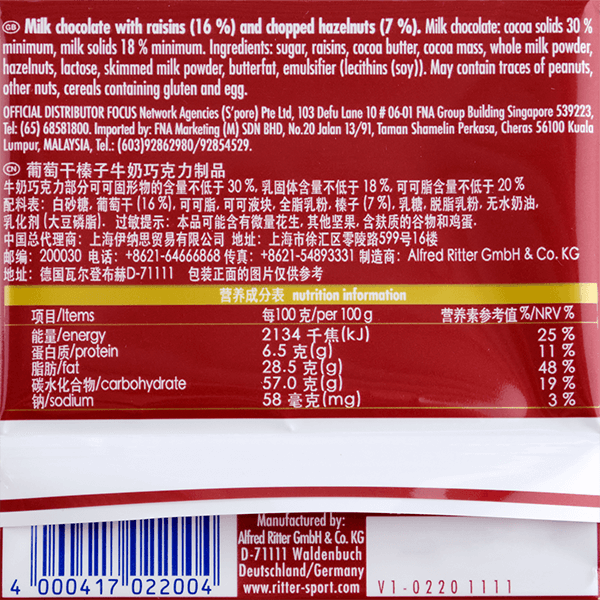 GB Milk chocolate with raisins (16 %) and chopped hazelnuts (7 %). Milk chocolate: cocoa solids 30 %
minimum, milk solids 18 % minimum. Ingredients: sugar, raisins, cocoa butter, cocoa mass, whole milk powder,
hazelnuts, lactose, skimmed milk powder, butterfat, emulsifier (lecithins (soy)). May contain traces of peanuts,
other nuts, cereals containing gluten and egg.
OFFICIAL DISTRIBUTOR FOCUS Network Agencies (S'pore) Pte Ltd, 103 Defu Lane 10 # 06-01 FNA Group Building Singapore 539223,
Tel: (65) 68581800. Imported by: FNA Marketing (M) SDN BHD, No.20 Jalan 13/91, Taman Shamelin Perkasa, Cheras 56100 Kuala
Lumpur, MALAYSIA, Tel.: (603)92862980/92854529.
CN 葡萄干榛子牛奶巧克力制品
牛奶巧克力部分可可固形物的含量不低于 30 %, 乳固体含量不低于 18 %, 可可脂含量不低于 20 %
配料表: 白砂糖, 葡萄干 (16 %), 可可脂, 可可液块, 全脂乳粉, 榛子 (7 %), 乳糖, 脱脂乳粉, 无水奶油,
乳化剂 (大豆磷脂). 过敏提示: 本品可能含有微量花生, 其他坚果, 含麸质的谷物和鸡蛋.
中国总代理商: 上海伊纳思贸易有限公司 地址: 上海市徐汇区零陵路599号16楼
邮编: 200030 电话: +8621-64666868 传真: +8621-54893331 制造商: Alfred Ritter GmbH & Co. KG
地址: 德国瓦尔登布赫D-71111 包装正面的图片仅供参考
营养成分表 nutrition information
项目/Items 每100 克/per 100 g 营养素参考值 %/NRV %
能量/energy 2134 千焦(kJ) 25 %
蛋白质/protein 6.5 克(g) 11 %
脂肪/fat 28.5 克(g) 48 %
碳水化合物/carbohydrate 57.0 克(g) 19 %
钠/sodium 58 毫克(mg) 3 %
Manufactured by:
Alfred Ritter GmbH & Co. KG
D-71111 Waldenbuch
Deutschland/Germany
www.ritter-sport.com
4 000417 022004
V1-02201111